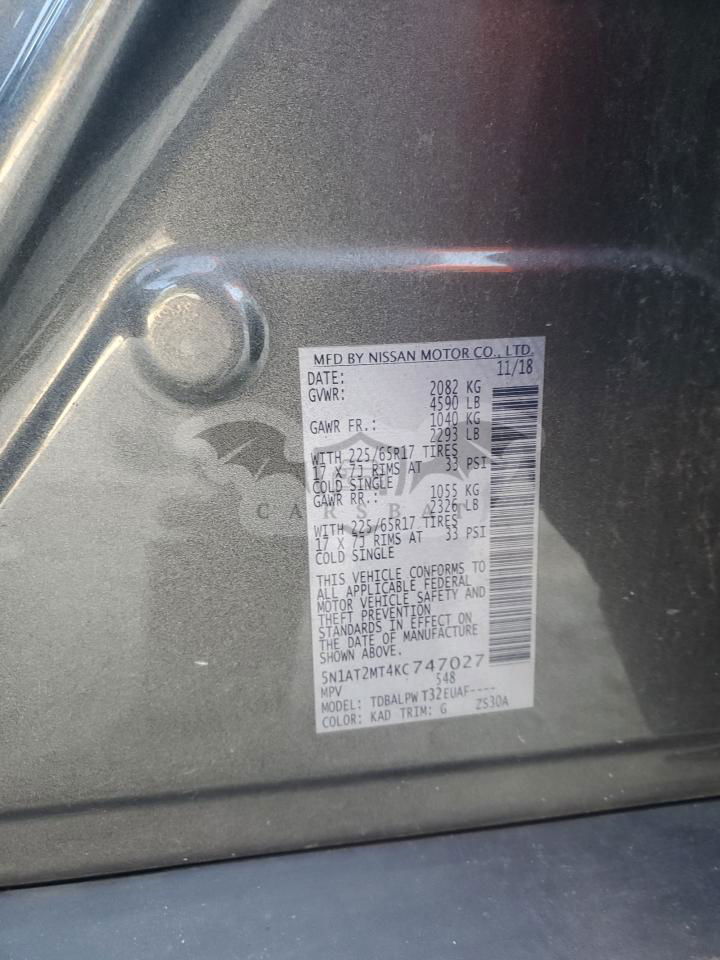 MFD BY NISSAN MOTOR CO., LTD.
DATE: 11/18
GVWR: 2082 KG
4590 LB
GAWR FR.: 1040 KG
2293 LB
WITH 225/65R17 TIRES
17 X 7J RIMS AT 33 PSI
COLD SINGLE
GAWR RR.: 1055 KG
2326 LB
CARSBAT
WITH 225/65R17 TIRES
17 X 7J RIMS AT 33 PSI
COLD SINGLE
THIS VEHICLE CONFORMS TO
ALL APPLICABLE FEDERAL
MOTOR VEHICLE SAFETY AND
THEFT PREVENTION
STANDARDS IN EFFECT ON
THE DATE OF MANUFACTURE
SHOWN ABOVE.
5N1AT2MT4KC747027
MPV 548
MODEL: TDBALPW T32EUAF----
COLOR: KAD TRIM: G ZS30A